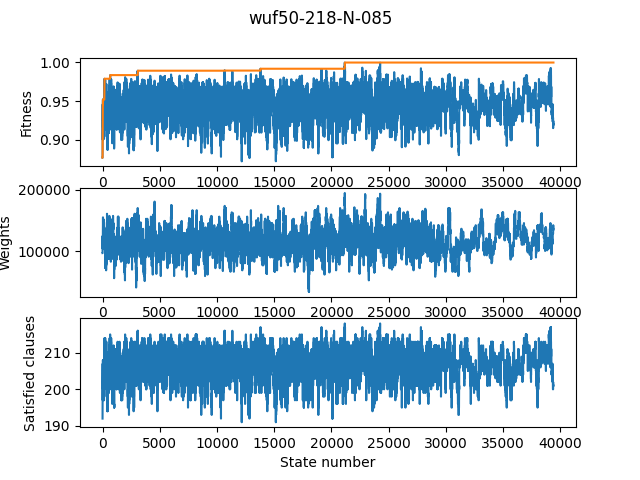 wuf50-218-N-085
1.00
0.95
0.90
Fitness
0 5000 10000 15000 20000 25000 30000 35000 40000
200000
100000
Weights
0 5000 10000 15000 20000 25000 30000 35000 40000
210
200
190
Satisfied clauses
0 5000 10000 15000 20000 25000 30000 35000 40000
State number